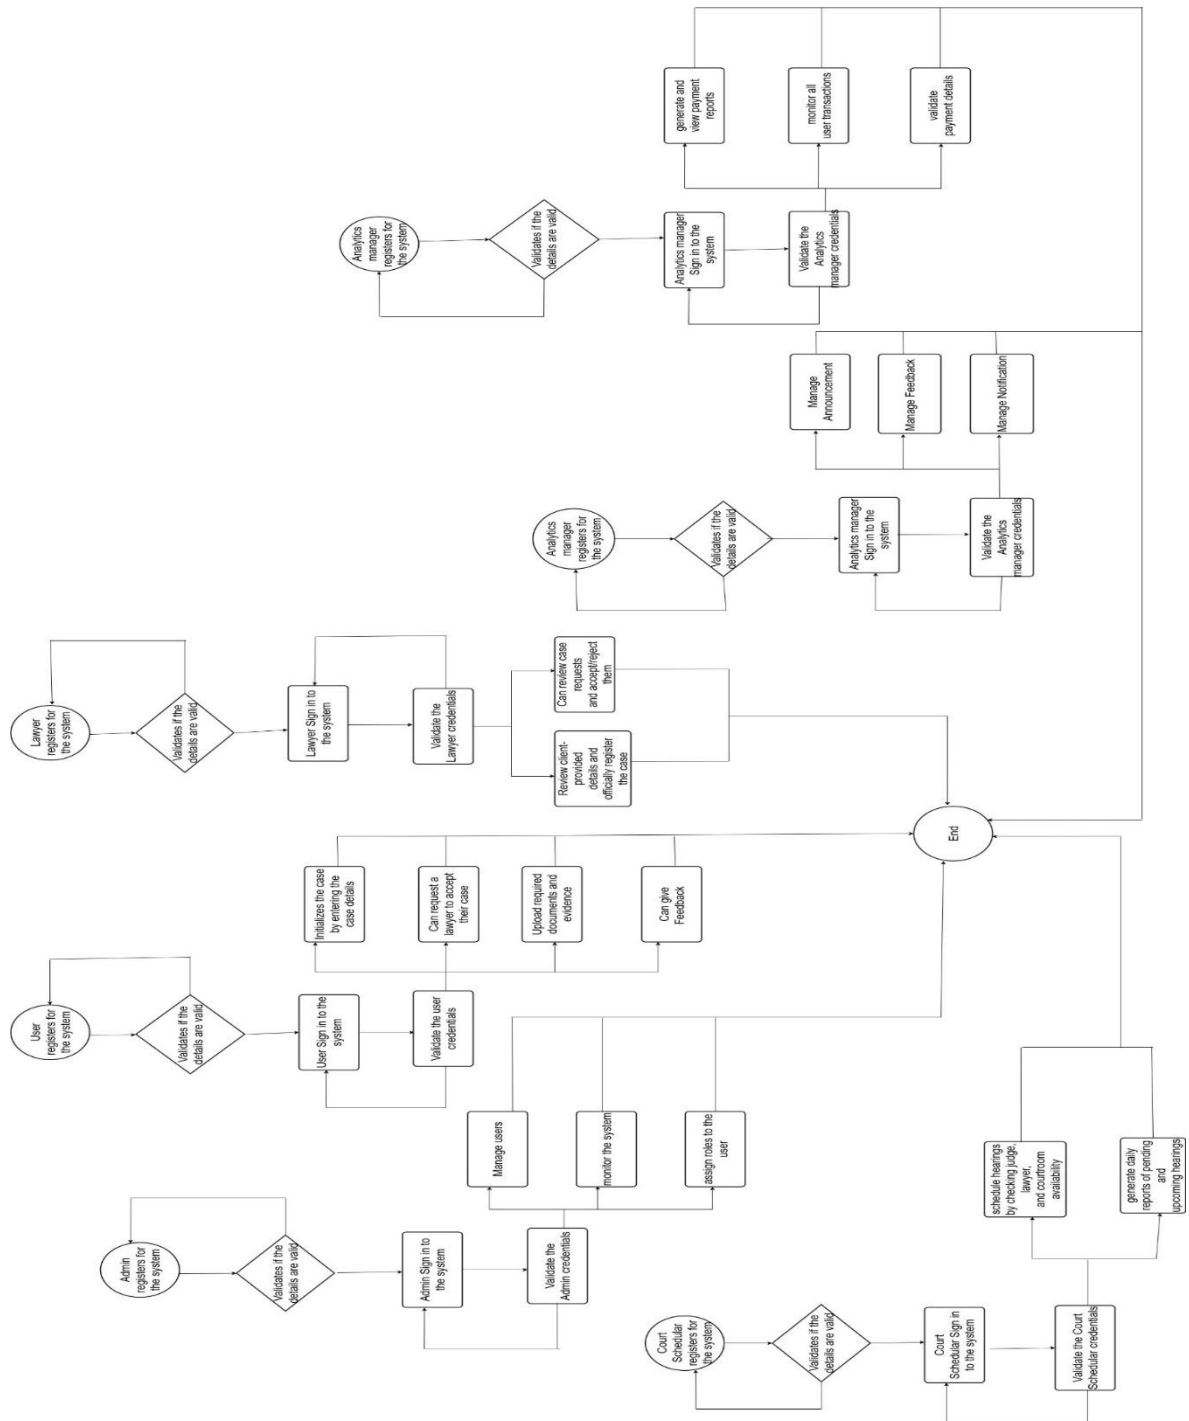 Admin
registers for
the system
Validates if the
details are valid
Admin Sign in to
the system
Validate the
Admin credentials
Manage users
monitor the system
assign roles to the
user
User
registers for
the system
Validates if the
details are valid
User Sign in to the
system
Validate the user
credentials
Initializes the case
by entering the
case details
Can request a
lawyer to accept
their case
Upload required
documents and
evidence
Can give
Feedback
Lawyer
registers for
the system
Validates if the
details are valid
Lawyer Sign in to
the system
Validate the
Lawyer credentials
Review client-
provided details and
officially register
the case
Can review case
requests
and accept/reject
them
Analytics
manager
registers for
the system
Validates if the
details are valid
Analytics manager
Sign in to the
system
Validate the
Analytics
manager credentials
generate and
view payment
reports
monitor all
user transactions
validate
payment details
Analytics
manager
registers for
the system
Validates if the
details are valid
Analytics manager
Sign in to the
system
Validate the
Analytics
manager credentials
Manage
Announcement
Manage Feedback
Manage Notification
Court
Schedular
registers for
the system
Validates if the
details are valid
Court
Schedular Sign in
to the system
Validate the Court
Schedular credentials
schedule hearings
by checking judge,
lawyer,
and courtroom
availability
generate daily
reports of pending
and
upcoming hearings
End